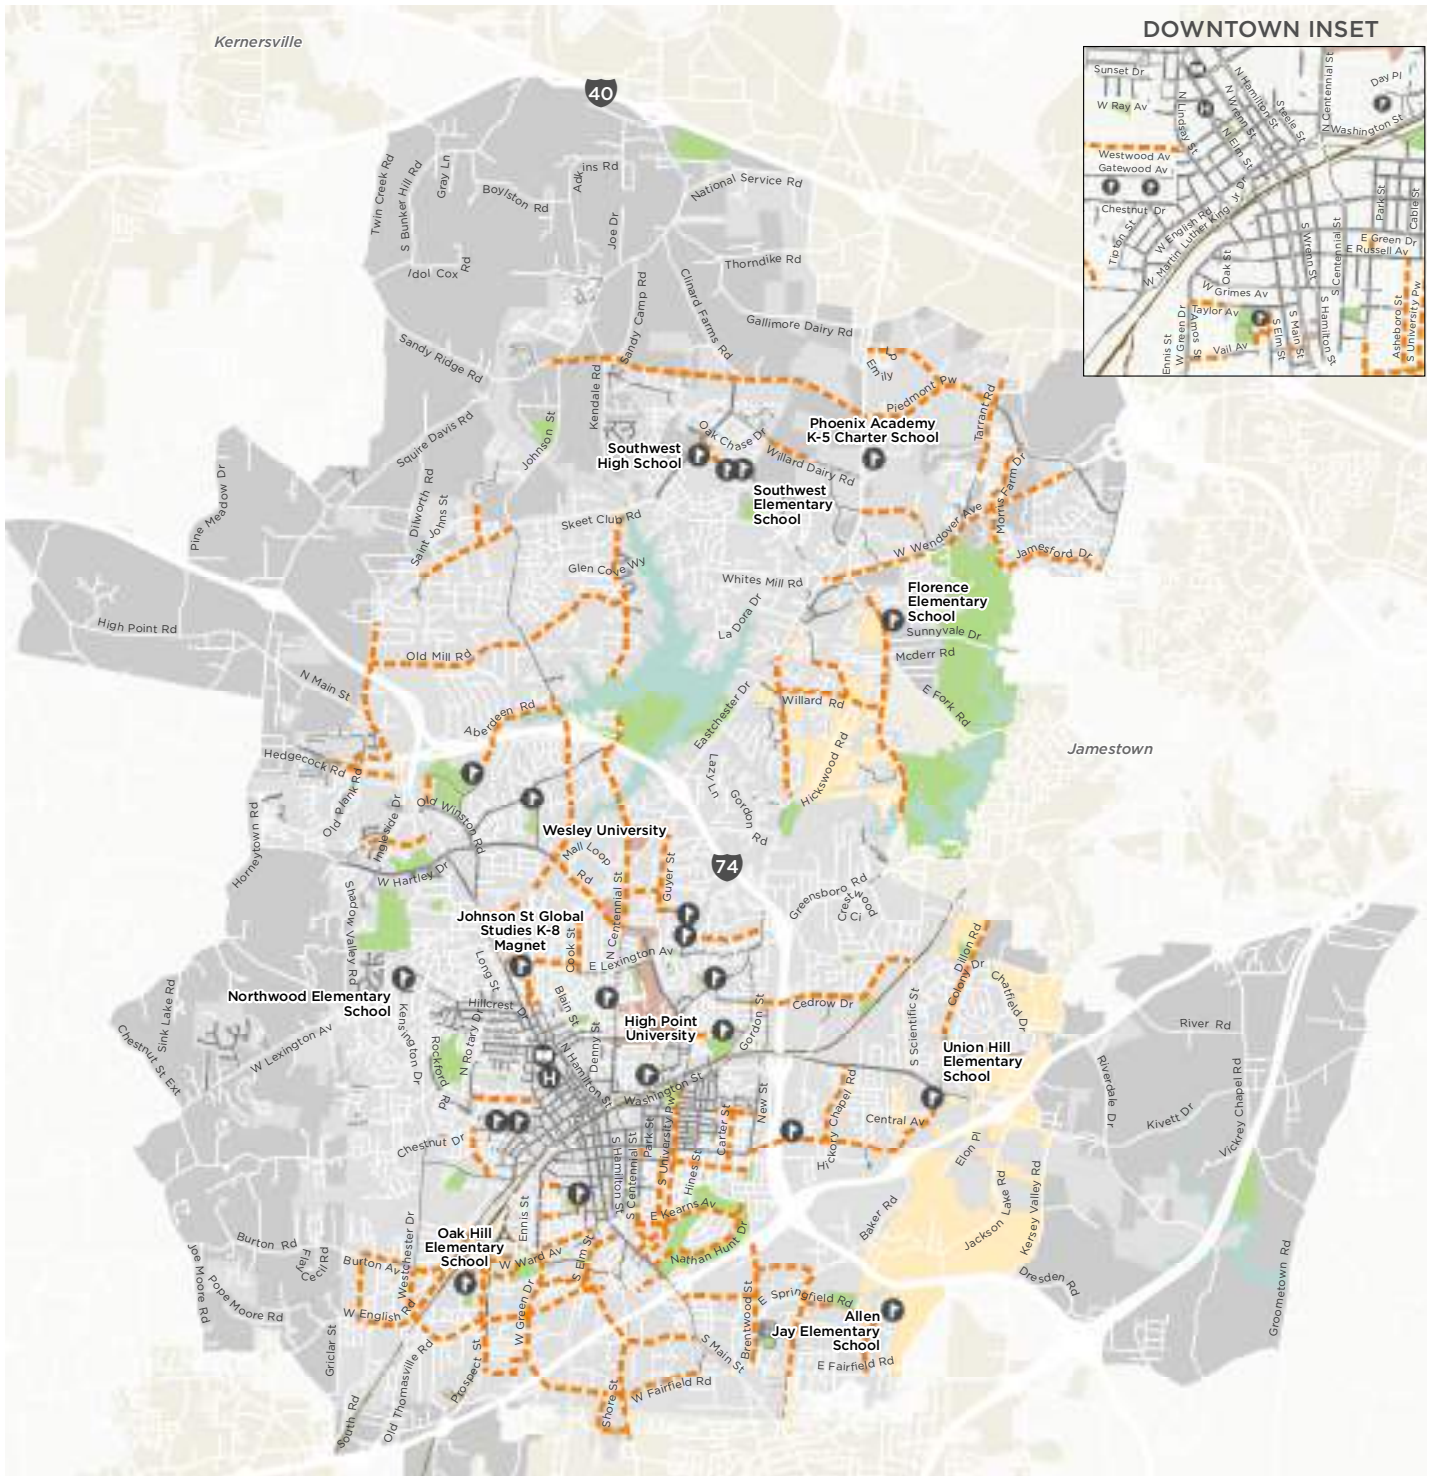 DOWNTOWN INSET
Kernersville
40
Sunset Dr
N Hamilton St
N Centennial St
Day Pl
W Ray Av
N Lindsay St
N Wrenn St
Steele St
Washington St
N Elm St
Westwood Av
Gatewood Av
Chestnut Dr
Park St
Cable St
Tipton St
W English Rd
W Martin Luther King Jr Dr
S Wrenn St
S Centennial St
E Green Dr
E Russell Av
Oak St
W Grimes Av
Taylor Av
Ennis St
W Green Dr
Amos St
Vail Av
S Elm St
S Main St
S Hamilton St
Asheboro St
S University Pw
Twin Creek Rd
S Bunker Hill Rd
Gray Ln
Boylston Rd
Adkins Rd
National Service Rd
Joe Dr
Idol Cox Rd
Thorndike Rd
Sandy Camp Rd
Clinard Farms Rd
Gallimore Dairy Rd
Sandy Ridge Rd
Emily Lo
Kendale Rd
Piedmont Pw
Tarrant Rd
Squire Davis Rd
Johnson St
Oak Chase Dr
Phoenix Academy
K-5 Charter School
Southwest
High School
Willard Dairy Rd
Morris Farm Dr
Southwest
Elementary
School
Pine Meadow Dr
Dilworth Rd
Saint Johns St
Skeet Club Rd
W Wendover Ave
Jamesford Dr
Glen Cove Wy
Whites Mill Rd
Florence
Elementary
School
La Dora Dr
High Point Rd
Sunnyvale Dr
Mcderr Rd
Old Mill Rd
N Main St
E Fork Rd
Willard Rd
Aberdeen Rd
Eastchester Dr
Jamestown
Hedgecock Rd
Lazy Ln
Hickswood Rd
Old Plank Rd
Ingleside Dr
Old Winston Rd
Gordon Rd
Horneytown Rd
Wesley University
Mall Loop Rd
74
W Hartley Dr
Guyer St
Shadow Valley Rd
N Centennial St
Greensboro Rd
Crestwood Ci
Johnson St Global
Studies K-8
Magnet
Cook St
E Lexington Av
Dillon Rd
Colony Dr
Long St
Northwood Elementary
School
Hillcrest Dr
Blain St
Cedrow Dr
Chatfield Dr
Sink Lake Rd
Kensington Dr
High Point
University
Gordon St
S Scientific St
River Rd
Chestnut St Ext
W Lexington Av
Rockford Rd
N Rotary Dr
Denny St
N Hamilton St
Union Hill
Elementary
School
Riverdale Dr
Vickrey Chapel Rd
Washington St
New St
Hickory Chapel Rd
Central Av
Kivett Dr
Chestnut Dr
Park St
S University Pw
Carter St
Elon Pl
S Hamilton St
S Centennial St
Hines St
Jackson Lake Rd
Kersey Valley Rd
Baker Rd
Ennis St
E Kearns Av
Nathan Hunt Dr
Oak Hill
Elementary
School
Westchester Dr
Joe Moore Rd
Burton Rd
Flay Cecil Rd
Burton Av
W Ward Av
S Elm St
Dresden Rd
Groometown Rd
Pope Moore Rd
W English Rd
W Green Dr
E Springfield Rd
Brentwood St
Allen
Jay Elementary
School
Griclar St
Old Thomasville Rd
Prospect St
S Main St
E Fairfield Rd
W Fairfield Rd
Shore St
South Rd